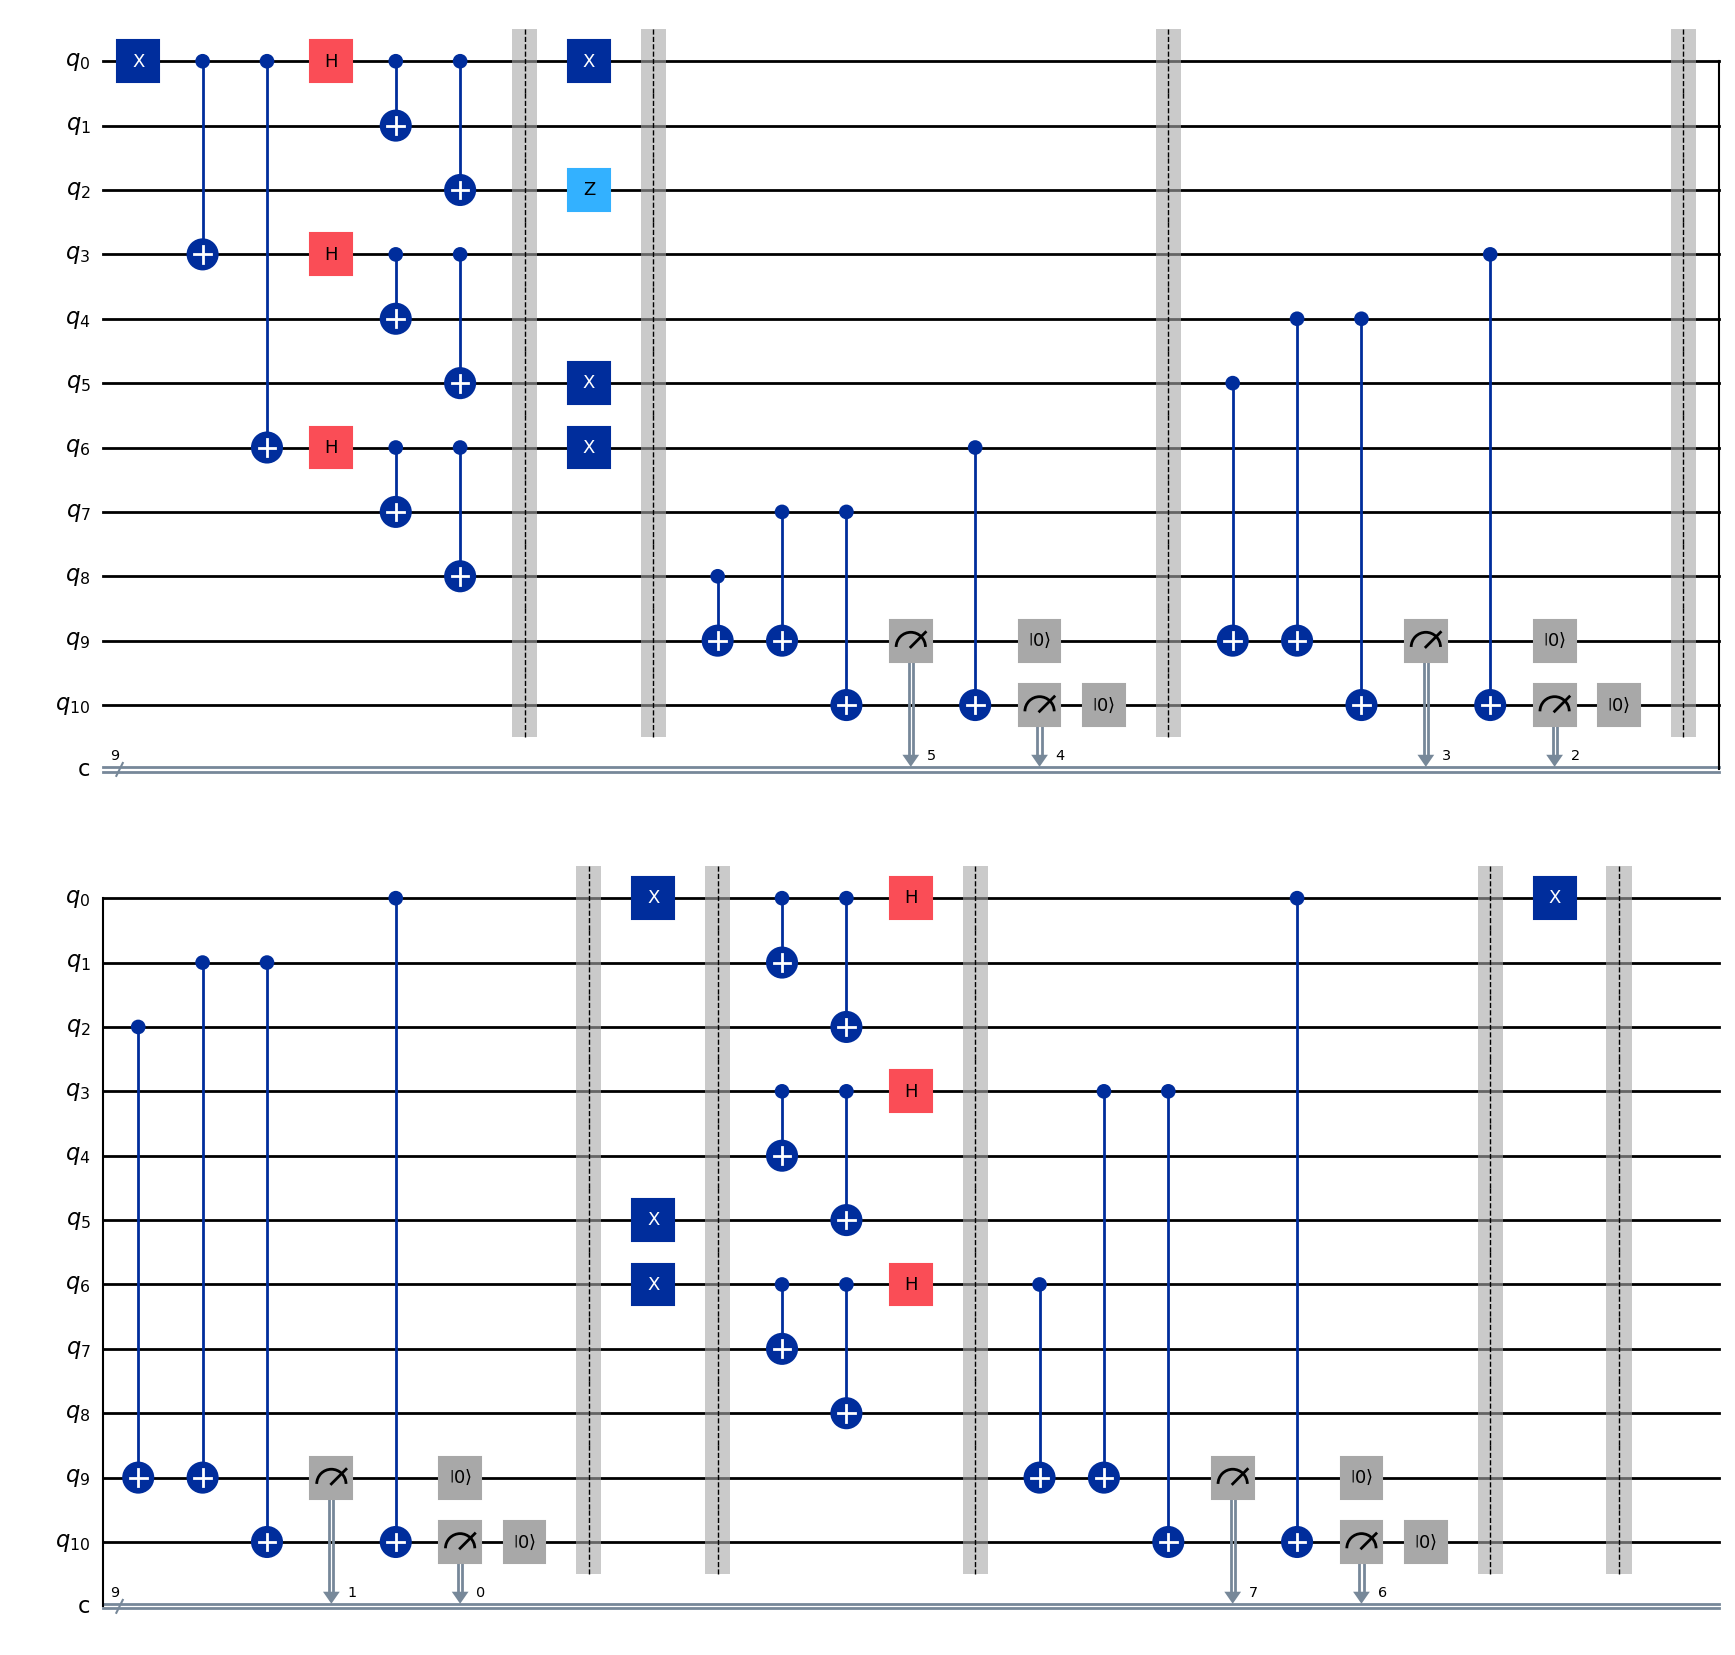 q0 X H X
q1
q2 Z
q3 H
q4
q5 X
q6 H X
q7
q8
q9 |0⟩ |0⟩
q10 |0⟩ |0⟩
c 9 5 4 3 2
q0 X H X
q1
q2
q3 H
q4
q5 X
q6 X H
q7
q8
q9 |0⟩ |0⟩
q10 |0⟩ |0⟩
c 9 1 0 7 6